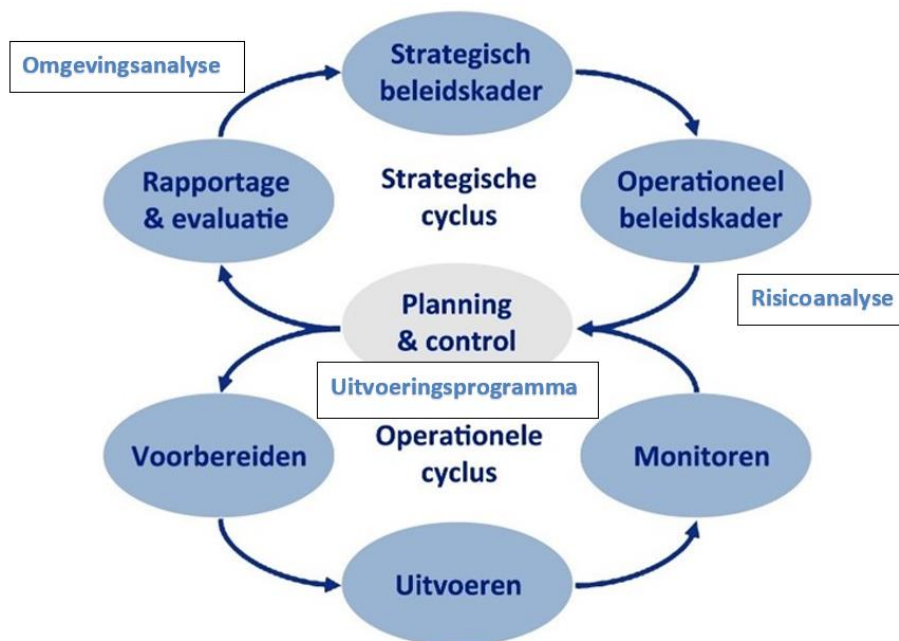 Omgevingsanalyse
Strategisch
beleidskader
Rapportage
& evaluatie
Strategische
cyclus
Operationeel
beleidskader
Risicoanalyse
Planning
& control
Uitvoeringsprogramma
Voorbereiden
Operationele
cyclus
Monitoren
Uitvoeren